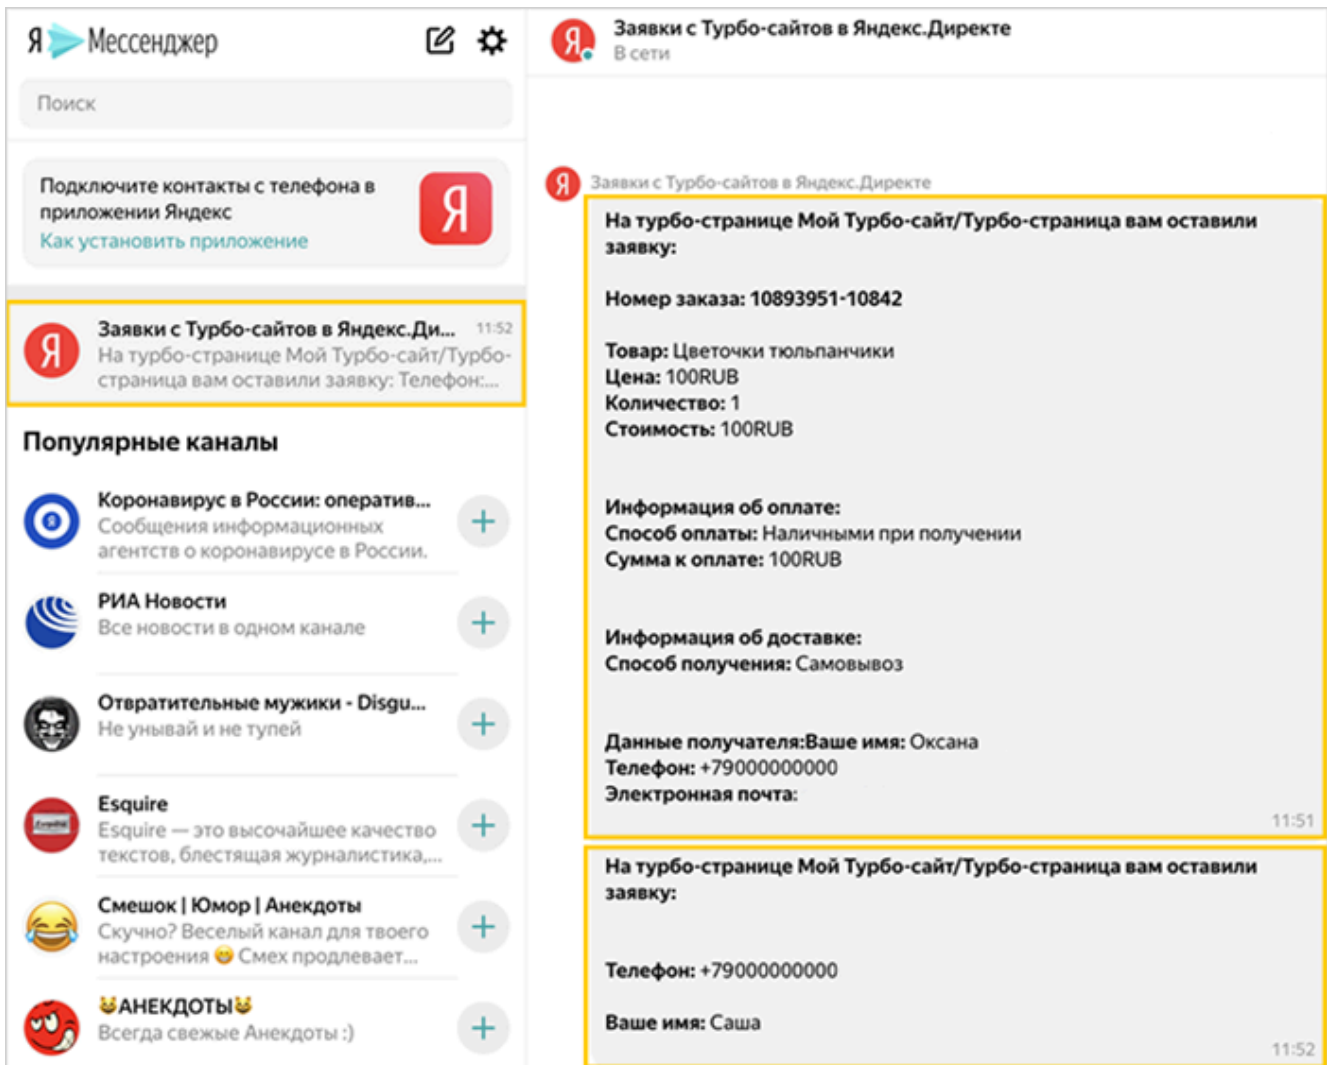 Я Мессенджер
Поиск
Подключите контакты с телефона в
приложении Яндекс
Как установить приложение
Я
Я
Заявки с Турбо-сайтов в Яндекс.Ди... 11:52
На турбо-странице Мой Турбо-сайт/Турбо-
страница вам оставили заявку: Телефон:...
Популярные каналы
Коронавирус в России: оператив...
Сообщения информационных
агентств о коронавирусе в России.
РИА Новости
Все новости в одном канале
Отвратительные мужики - Disgu...
Не унывай и не тупей
Esquire
Esquire — это высочайшее качество
текстов, блестящая журналистика,...
Смешок | Юмор | Анекдоты
Скучно? Веселый канал для твоего
настроения 😁 Смех продлевает...
😺АНЕКДОТЫ😺
Всегда свежие Анекдоты :)
Я
Заявки с Турбо-сайтов в Яндекс.Директе
В сети
Я
Заявки с Турбо-сайтов в Яндекс.Директе
На турбо-странице Мой Турбо-сайт/Турбо-страница вам оставили
заявку:
Номер заказа: 10893951-10842
Товар: Цветочки тюльпанчики
Цена: 100RUB
Количество: 1
Стоимость: 100RUB
Информация об оплате:
Способ оплаты: Наличными при получении
Сумма к оплате: 100RUB
Информация об доставке:
Способ получения: Самовывоз
Данные получателя:Ваше имя: Оксана
Телефон: +79000000000
Электронная почта:
11:51
На турбо-странице Мой Турбо-сайт/Турбо-страница вам оставили
заявку:
Телефон: +79000000000
Ваше имя: Саша
11:52